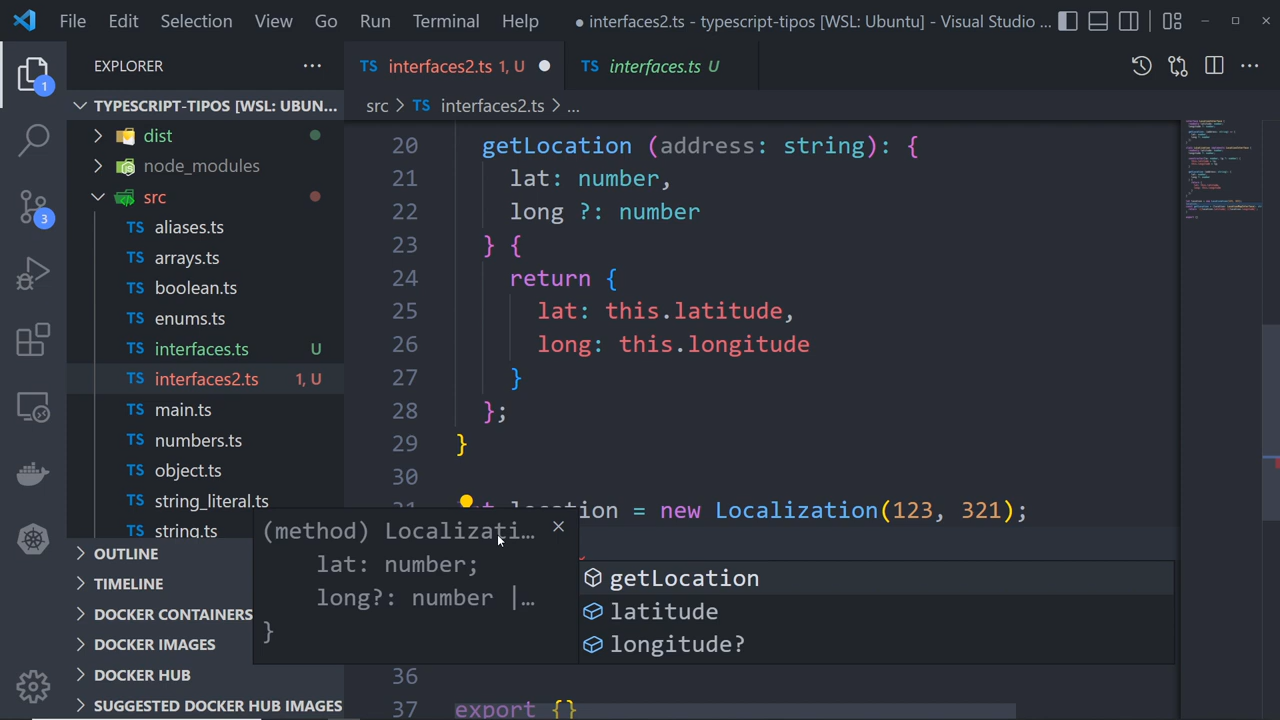 File Edit Selection View Go Run Terminal Help ● interfaces2.ts - typescript-tipos [WSL: Ubuntu] - Visual Studio ...
EXPLORER ...
TS interfaces2.ts 1, U
TS interfaces.ts U
1
TYPESCRIPT-TIPOS [WSL: UBUN...
src > TS interfaces2.ts > ...
dist
node_modules
src
3
TS aliases.ts
TS arrays.ts
TS boolean.ts
TS enums.ts
TS interfaces.ts U
TS interfaces2.ts 1, U
TS main.ts
TS numbers.ts
TS object.ts
TS string_literal.ts
TS string.ts
OUTLINE
TIMELINE
DOCKER CONTAINERS
DOCKER IMAGES
DOCKER HUB
SUGGESTED DOCKER HUB IMAGES
20 getLocation (address: string): {
21 lat: number,
22 long ?: number
23 } {
24 return {
25 lat: this.latitude,
26 long: this.longitude
27 }
28 };
29 }
30
= new Localization(123, 321);
(method) Localizati...
lat: number;
long?: number |...
}
getLocation
latitude
longitude?
36
37 export {}